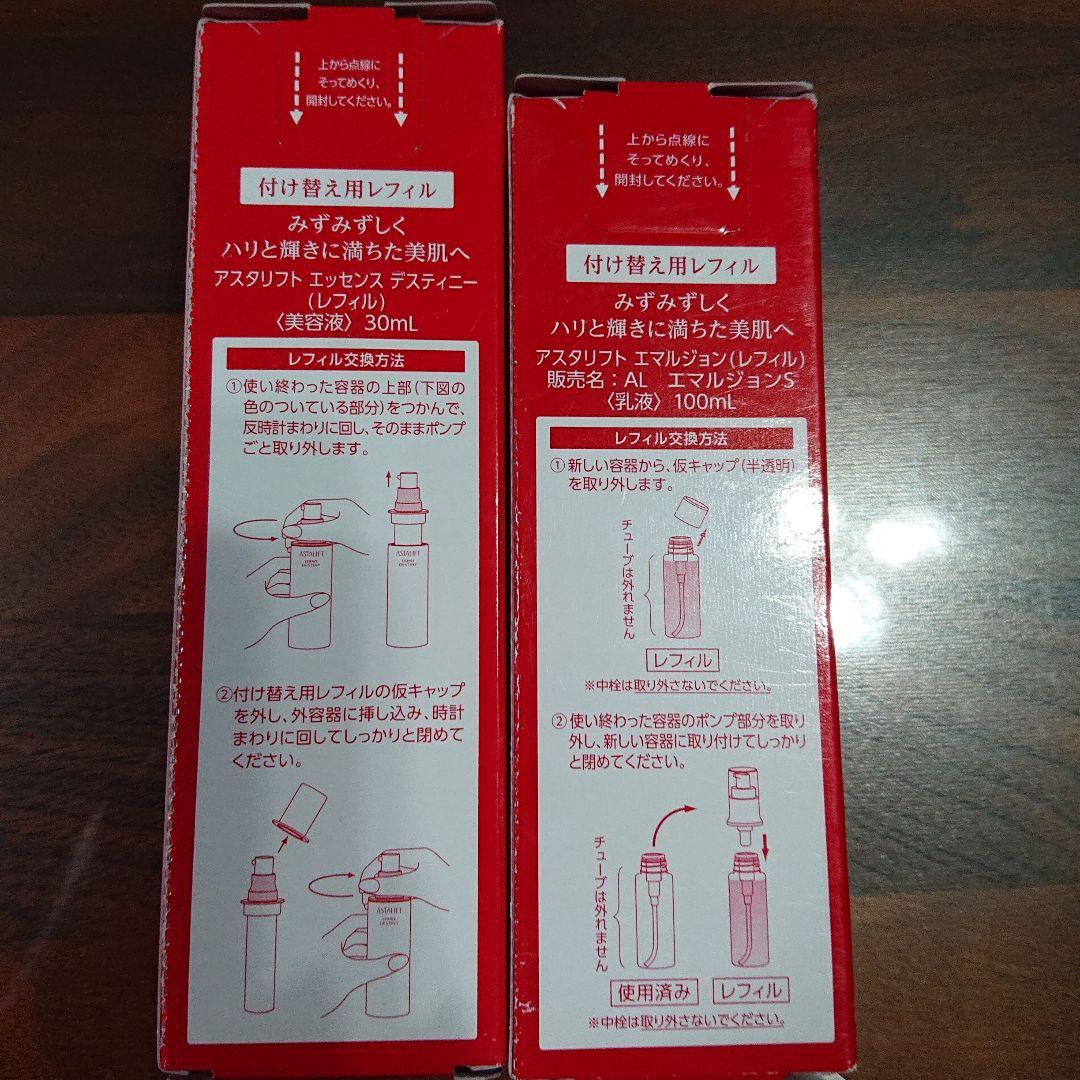 上から点線に
そってめくり、
開封してください。
付け替え用レフィル
みずみずしく
ハリと輝きに満ちた美肌へ
アスタリフト エッセンス デスティニー
(レフィル)
〈美容液〉 30mL
レフィル交換方法
①使い終わった容器の上部(下図の
色のついている部分)をつかんで、
反時計まわりに回し、そのままポンプ
ごと取り外します。
ASTALIFT
DESTINY
ASTALIFT
DESTINY
②付け替え用レフィルの仮キャップ
を外し、外容器に挿し込み、時計
まわりに回してしっかりと閉めて
ください。
ASTALIFT
DESTINY
上から点線に
そってめくり、
開封してください。
付け替え用レフィル
みずみずしく
ハリと輝きに満ちた美肌へ
アスタリフト エマルジョン(レフィル)
販売名:AL エマルジョンS
〈乳液〉 100mL
レフィル交換方法
①新しい容器から、仮キャップ(半透明)
を取り外します。
チューブは外れません
レフィル
※中栓は取り外さないでください。
②使い終わった容器のポンプ部分を取り
外し、新しい容器に取り付けてしっかり
と閉めてください。
チューブは外れません
使用済み
レフィル
※中栓は取り外さないでください。